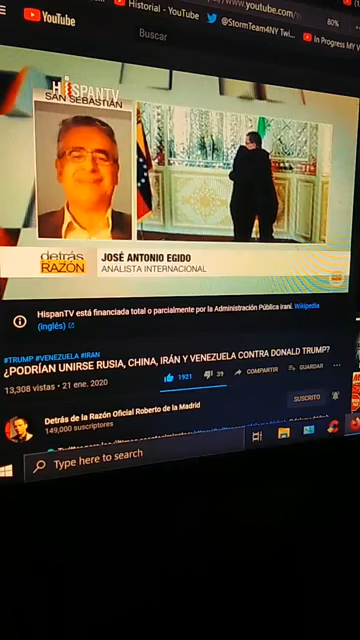 Historial - YouTube
//www.youtube.com/
@StormTeam4NY Twi...
80%
YouTube
Buscar
In Progress MY
HISPANTV
SAN SEBASTIÁN
detrás
RAZÓN
JOSÉ ANTONIO EGIDO
ANALISTA INTERNACIONAL
HispanTV está financiada total o parcialmente por la Administración Pública iraní. Wikipedia
(inglés)
#TRUMP #VENEZUELA #IRAN
¿PODRÍAN UNIRSE RUSIA, CHINA, IRÁN Y VENEZUELA CONTRA DONALD TRUMP?
13,308 vistas • 21 ene. 2020
1921
39
COMPARTIR
GUARDAR
Detrás de la Razón Oficial Roberto de la Madrid
149,000 suscriptores
SUSCRITO
Type here to search